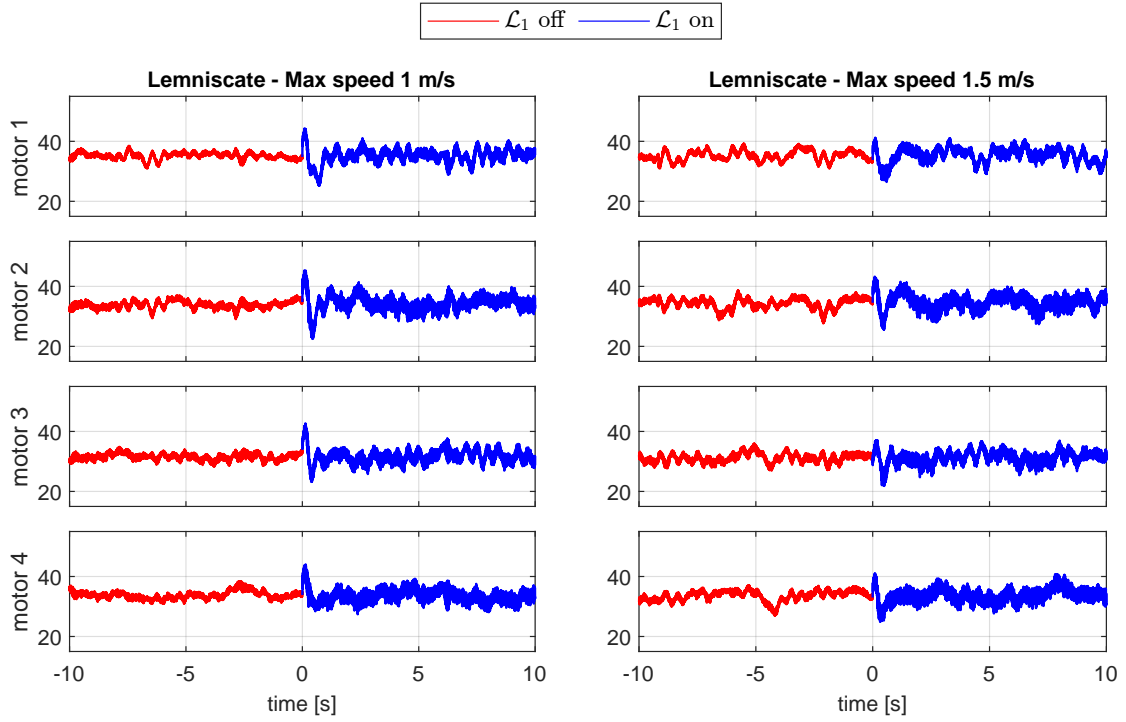 ℒ₁ off ℒ₁ on
Lemniscate - Max speed 1 m/s
Lemniscate - Max speed 1.5 m/s
motor 1
40
20
40
20
motor 2
40
20
40
20
motor 3
40
20
40
20
motor 4
40
20
40
20
-10 -5 0 5 10
-10 -5 0 5 10
time [s]
time [s]